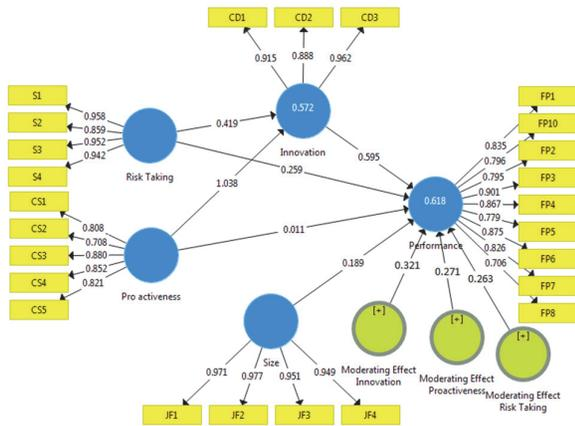 CD1 CD2 CD3
0.915 0.888 0.962
0.572
Innovation
S1
S2
S3
S4
0.958
0.859
0.952
0.942
Risk Taking
0.419
0.259
0.595
CS1
CS2
CS3
CS4
CS5
0.808
0.708
0.880
0.852
0.821
Pro activeness
1.038
0.011
0.618
Performance
0.835
0.796
0.795
0.901
0.867
0.779
0.875
0.826
0.706
FP1
FP10
FP2
FP3
FP4
FP5
FP6
FP7
FP8
0.189
0.321
0.271
0.263
Size
0.971 0.977 0.951 0.949
JF1 JF2 JF3 JF4
[+]
Moderating Effect
Innovation
[+]
Moderating Effect
Proactiveness
[+]
Moderating Effect
Risk Taking